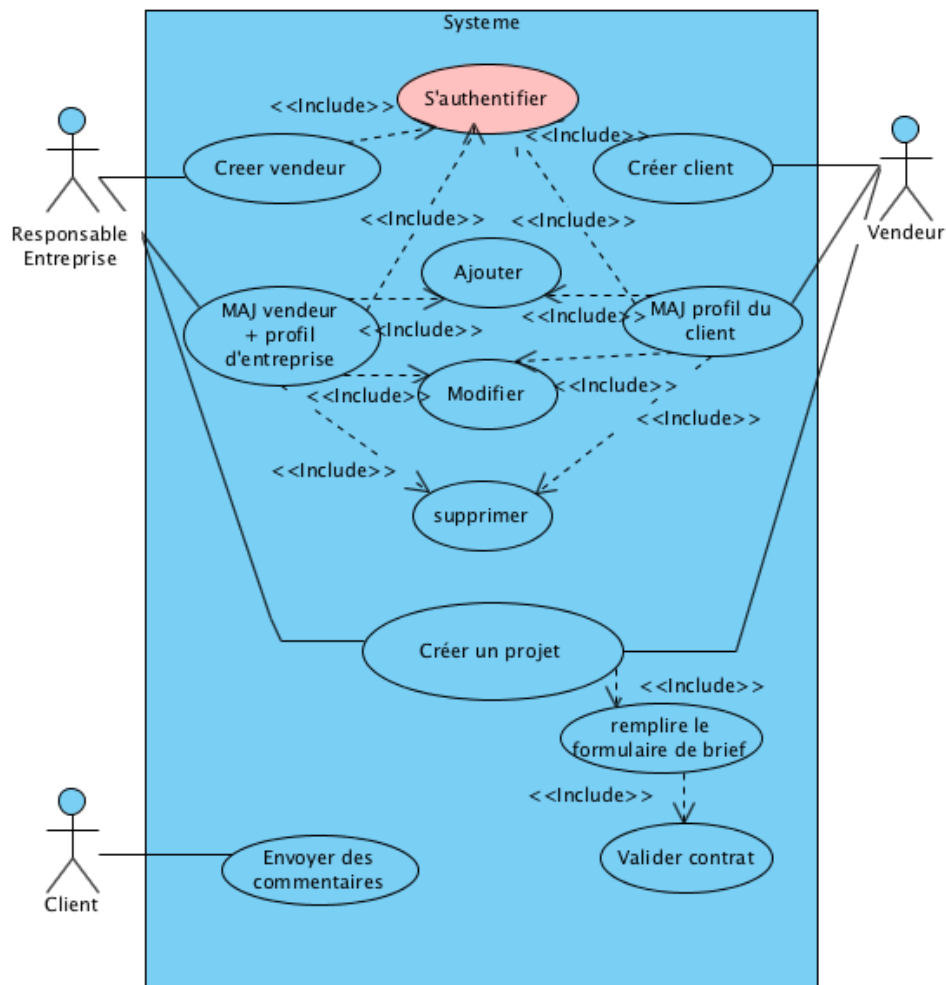 Systeme
S'authentifier
<<Include>>
<<Include>>
Creer vendeur
Créer client
Responsable
Entreprise
Vendeur
<<Include>>
<<Include>>
Ajouter
MAJ vendeur
+ profil
d'entreprise
<<Include>>
<<Include>>
MAJ profil du
client
<<Include>>
Modifier
<<Include>>
<<Include>>
<<Include>>
supprimer
Créer un projet
<<Include>>
remplire le
formulaire de brief
<<Include>>
Envoyer des
commentaires
Valider contrat
Client